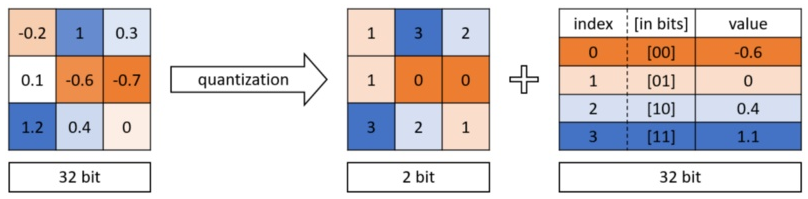 -0.2 1 0.3
0.1 -0.6 -0.7
1.2 0.4 0
32 bit
quantization
1 3 2
1 0 0
3 2 1
2 bit
index [in bits] value
0 [00] -0.6
1 [01] 0
2 [10] 0.4
3 [11] 1.1
32 bit